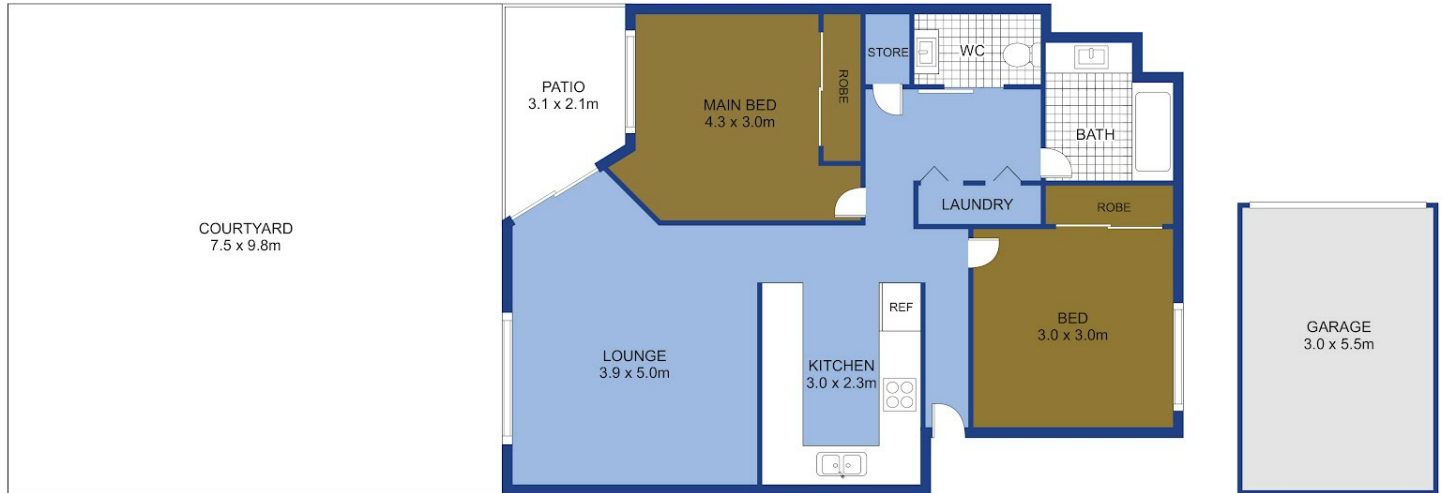 COURTYARD
7.5 x 9.8m
PATIO
3.1 x 2.1m
MAIN BED
4.3 x 3.0m
ROBE
STORE
WC
BATH
LAUNDRY
ROBE
LOUNGE
3.9 x 5.0m
KITCHEN
3.0 x 2.3m
REF
BED
3.0 x 3.0m
GARAGE
3.0 x 5.5m